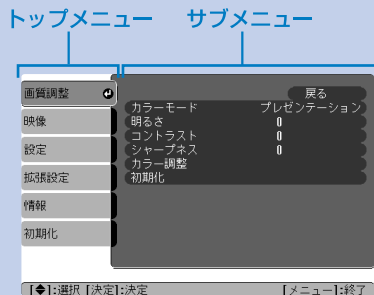 トップメニュー サブメニュー
画質調整
映像
設定
拡張設定
情報
初期化
戻る
カラーモード プレゼンテーション
明るさ 0
コントラスト 0
シャープネス 0
カラー調整
初期化
[◆]:選択 [決定]:決定 [メニュー]:終了